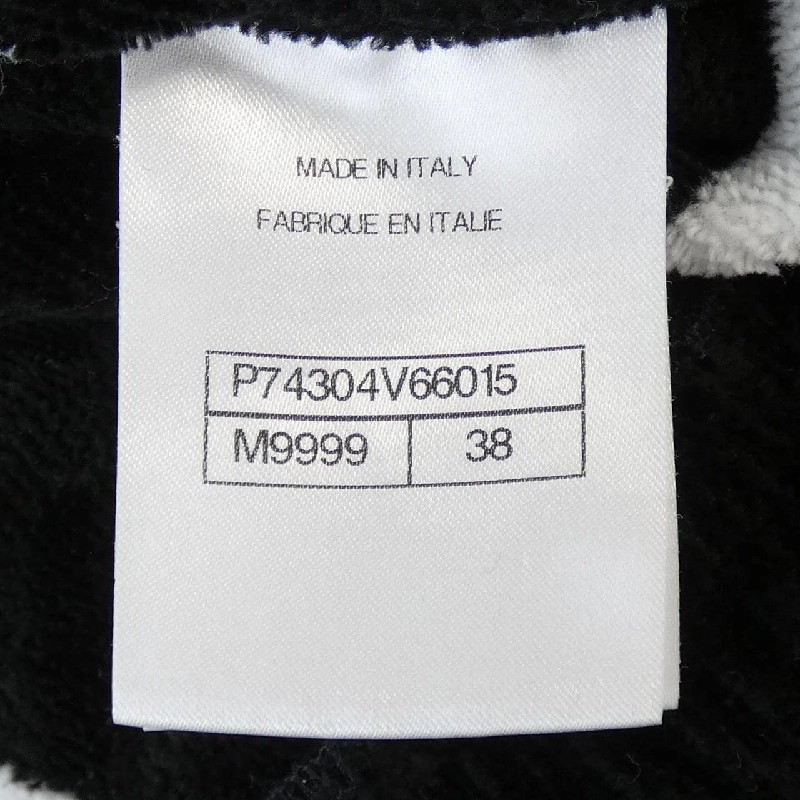 MADE IN ITALY
FABRIQUE EN ITALIE
P74304V66015
M9999 38